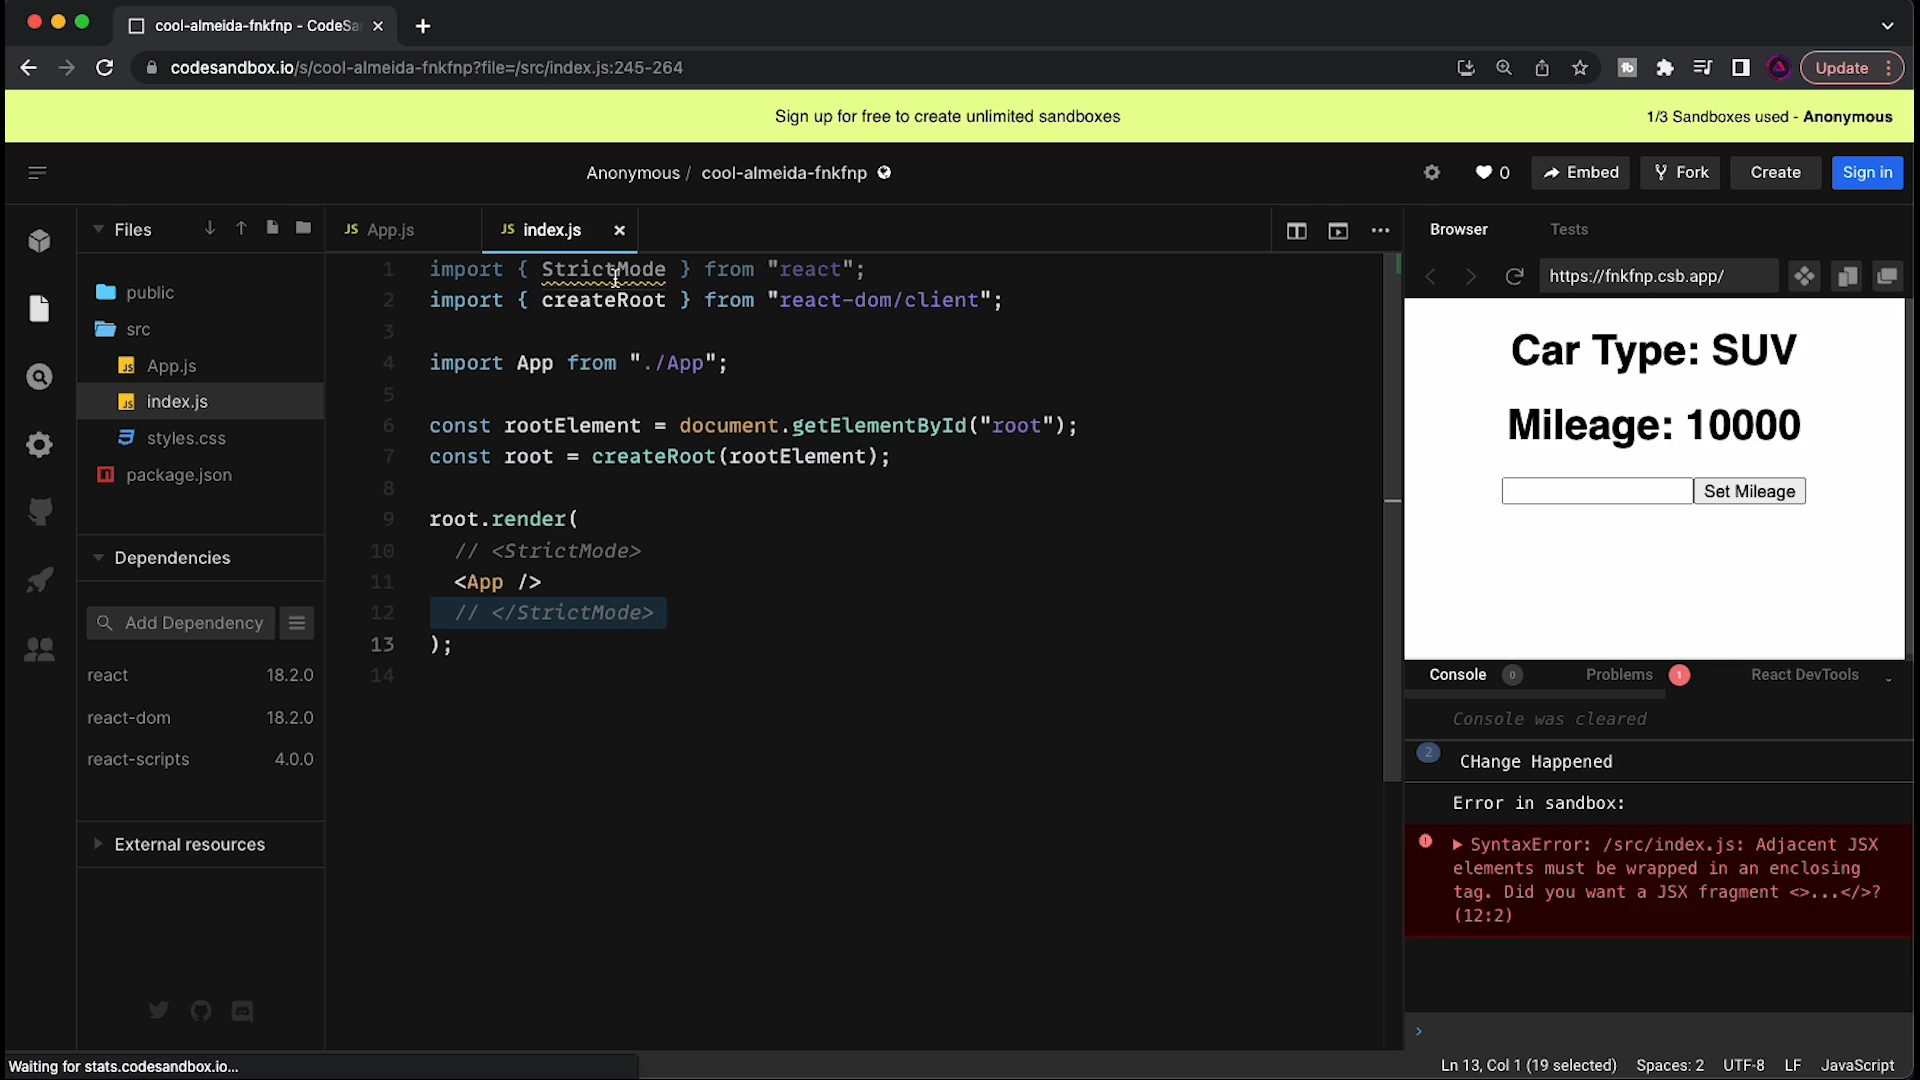 cool-almeida-fnkfnp - CodeSa
codesandbox.io/s/cool-almeida-fnkfnp?file=/src/index.js:245-264
Update
Sign up for free to create unlimited sandboxes
1/3 Sandboxes used - Anonymous
Anonymous / cool-almeida-fnkfnp
0
Embed
Fork
Create
Sign in
Files
public
src
JS App.js
JS index.js
styles.css
package.json
Dependencies
Add Dependency
react 18.2.0
react-dom 18.2.0
react-scripts 4.0.0
External resources
JS App.js
JS index.js
1 import { StrictMode } from "react";
2 import { createRoot } from "react-dom/client";
3
4 import App from "./App";
5
6 const rootElement = document.getElementById("root");
7 const root = createRoot(rootElement);
8
9 root.render(
10 // <StrictMode>
11 <App />
12 // </StrictMode>
13 );
14
Browser
Tests
https://fnkfnp.csb.app/
Car Type: SUV
Mileage: 10000
Set Mileage
Console 0
Problems 1
React DevTools
Console was cleared
2 CHange Happened
Error in sandbox:
SyntaxError: /src/index.js: Adjacent JSX
elements must be wrapped in an enclosing
tag. Did you want a JSX fragment <>...</>?
(12:2)
Waiting for stats.codesandbox.io...
Ln 13, Col 1 (19 selected)
Spaces: 2
UTF-8
LF
JavaScript